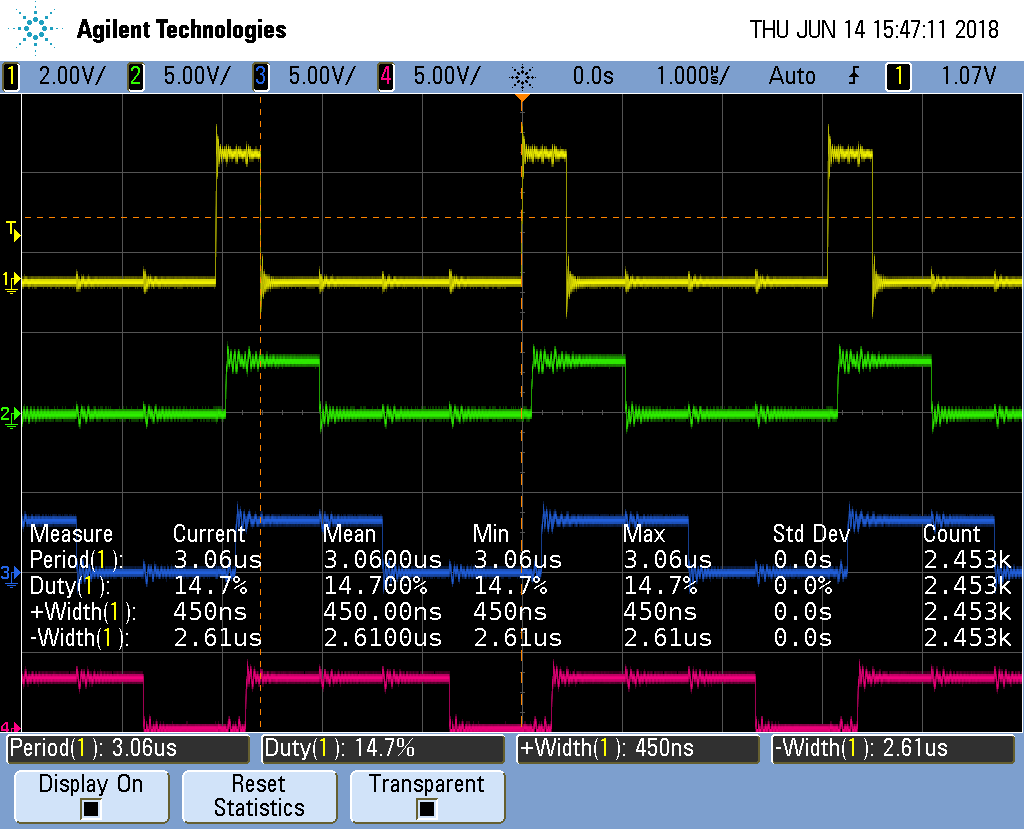 Agilent Technologies THU JUN 14 15:47:11 2018
1 2.00V/ 2 5.00V/ 3 5.00V/ 4 5.00V/ 0.0s 1.000µs/ Auto 1 1.07V
T
1
2
Measure Current Mean Min Max Std Dev Count
Period(1): 3.06us 3.0600us 3.06us 3.06us 0.0s 2.453k
3
Duty(1): 14.7% 14.700% 14.7% 14.7% 0.0% 2.453k
+Width(1): 450ns 450.00ns 450ns 450ns 0.0s 2.453k
-Width(1): 2.61us 2.6100us 2.61us 2.61us 0.0s 2.453k
4
Period(1): 3.06us Duty(1): 14.7% +Width(1): 450ns -Width(1): 2.61us
Display On Reset Statistics Transparent